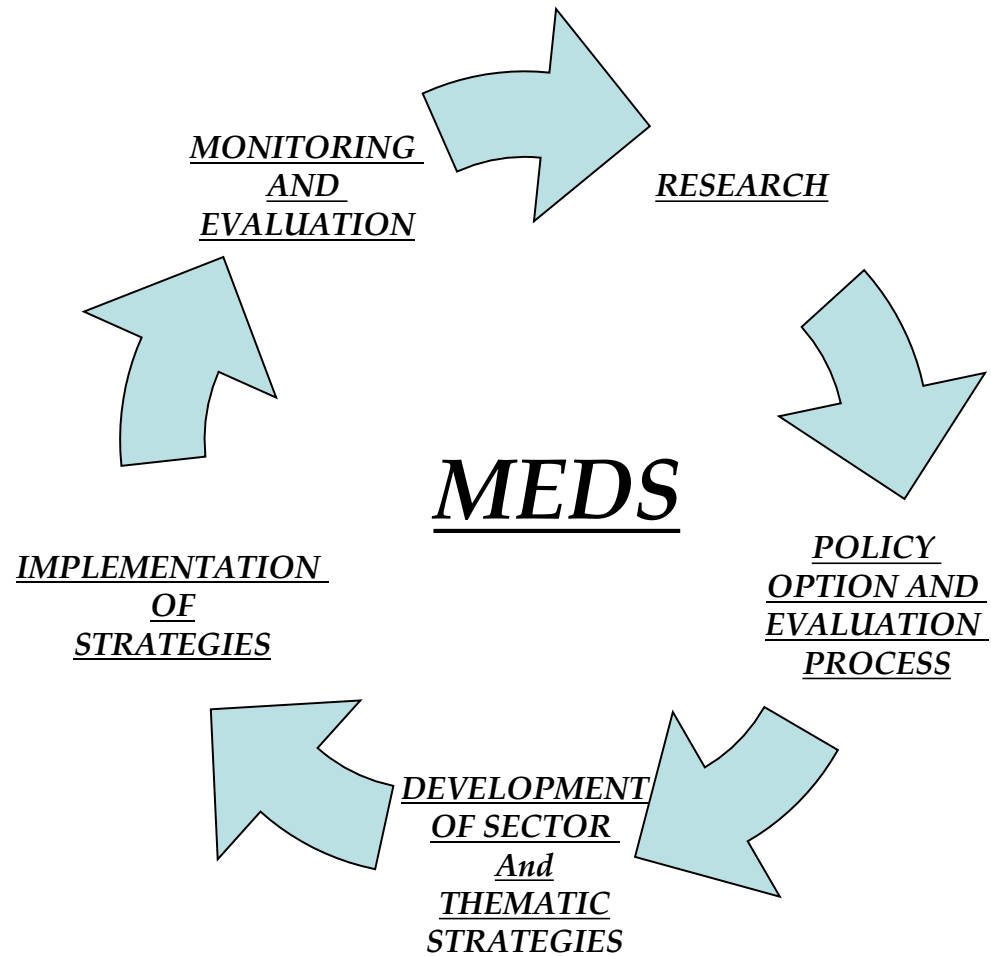 MONITORING
AND
EVALUATION
RESEARCH
MEDS
POLICY
OPTION AND
EVALUATION
PROCESS
IMPLEMENTATION
OF
STRATEGIES
DEVELOPMENT
OF SECTOR
And
THEMATIC
STRATEGIES